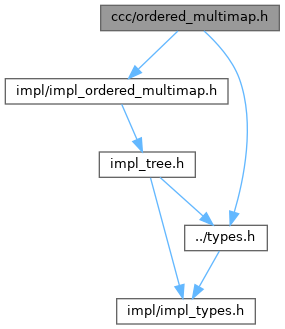 ccc/ordered_multimap.h
impl/impl_ordered_multimap.h
impl_tree.h
../types.h
impl/impl_types.h